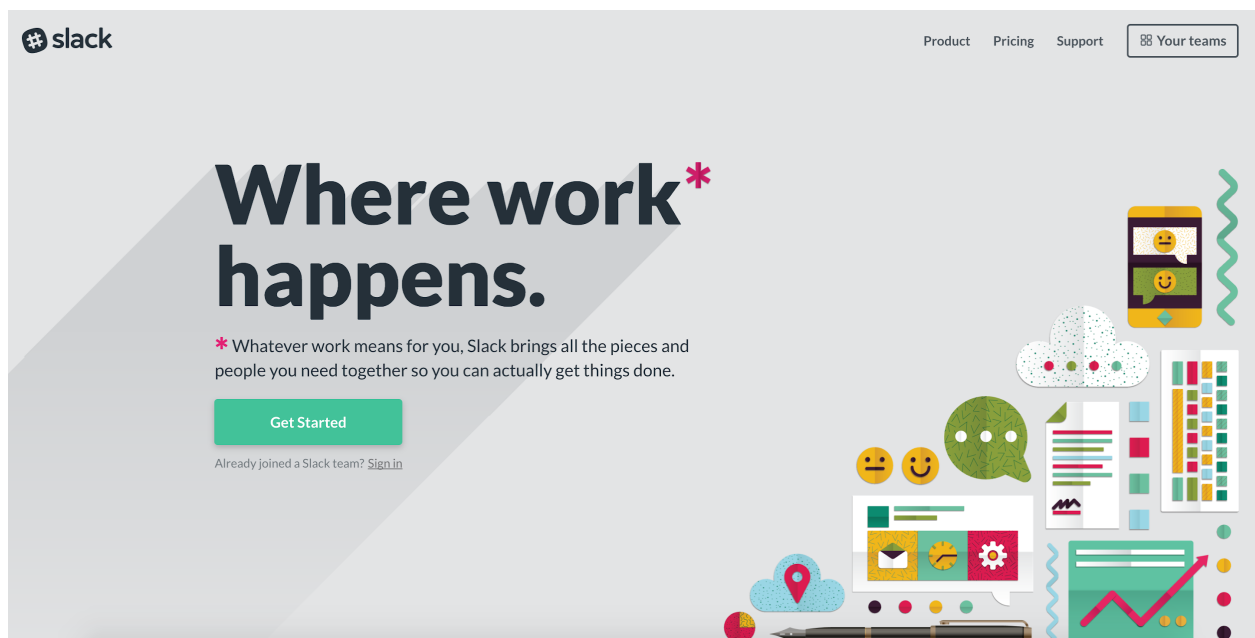 slack
Product Pricing Support Your teams
Where work*
happens.
* Whatever work means for you, Slack brings all the pieces and
people you need together so you can actually get things done.
Get Started
Already joined a Slack team? Sign in